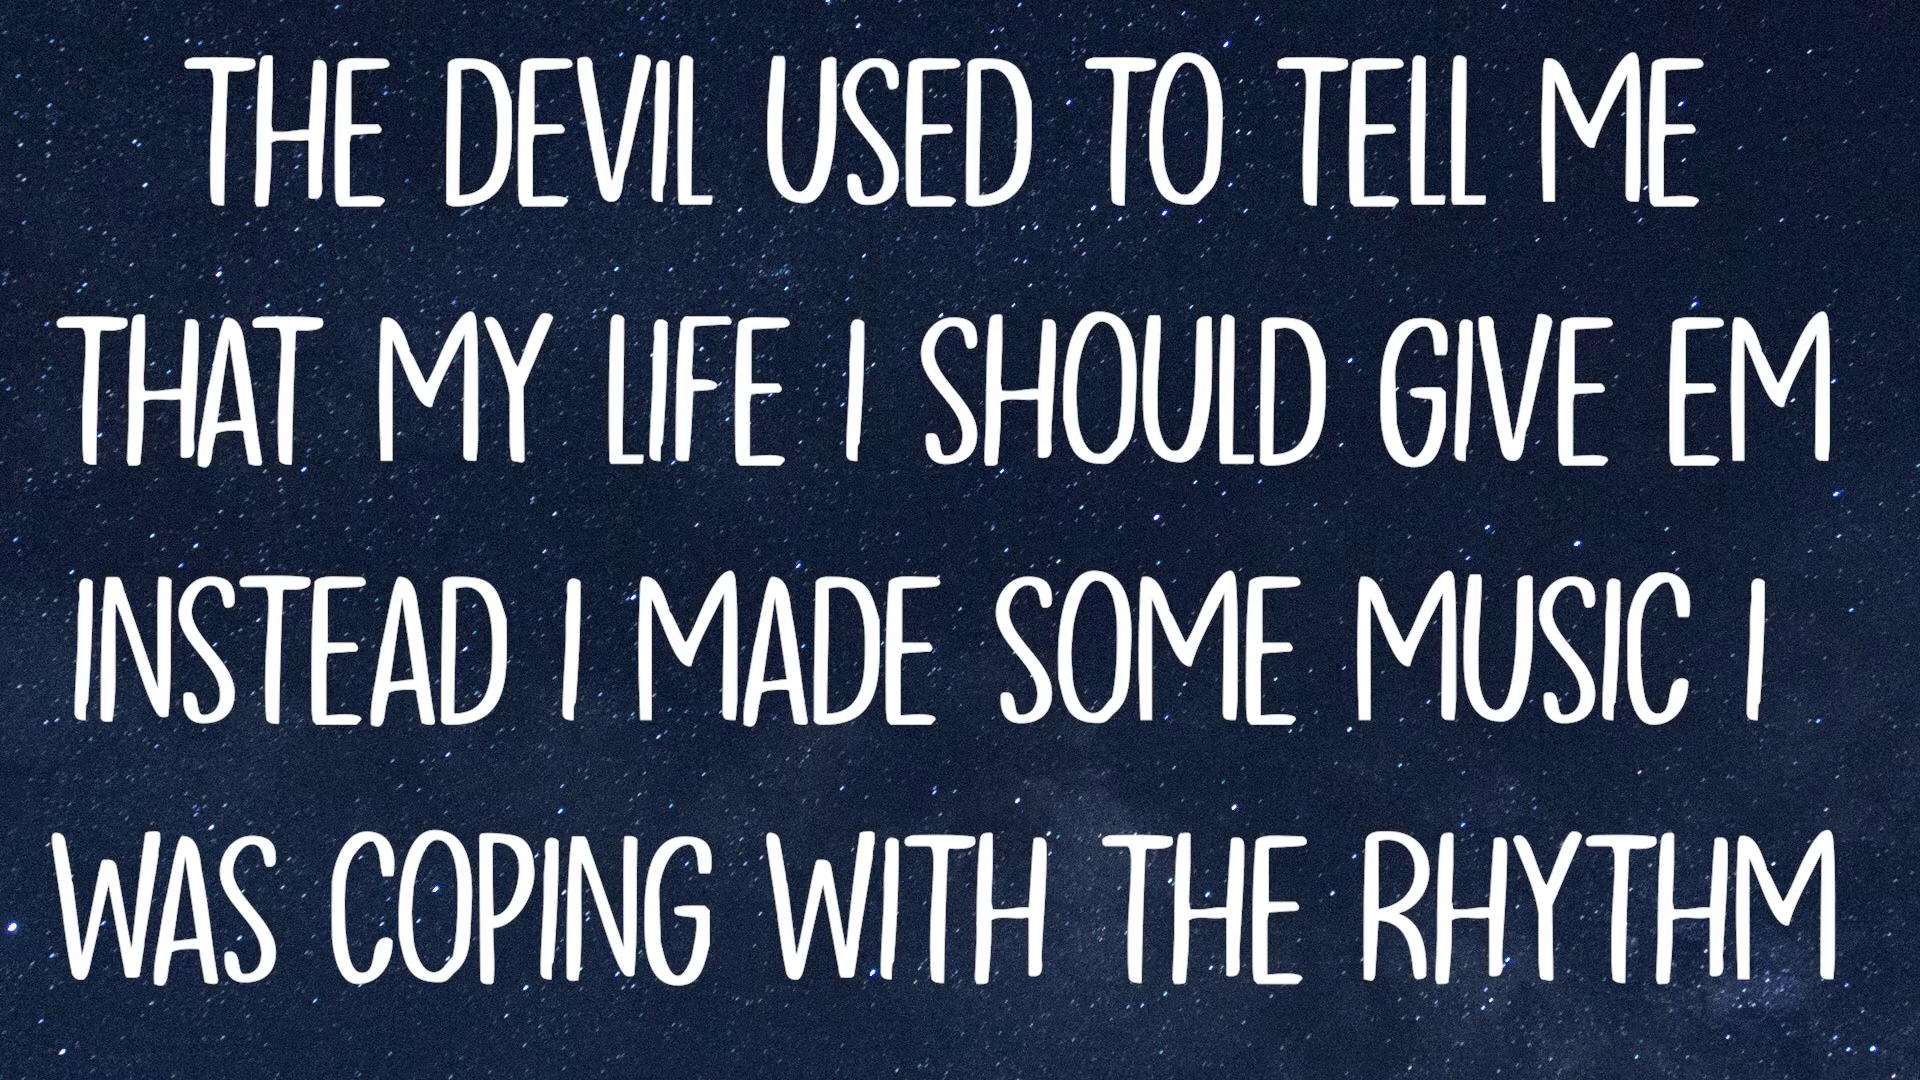 THE DEVIL USED TO TELL ME
THAT MY LIFE I SHOULD GIVE EM
INSTEAD I MADE SOME MUSIC I
WAS COPING WITH THE RHYTHM